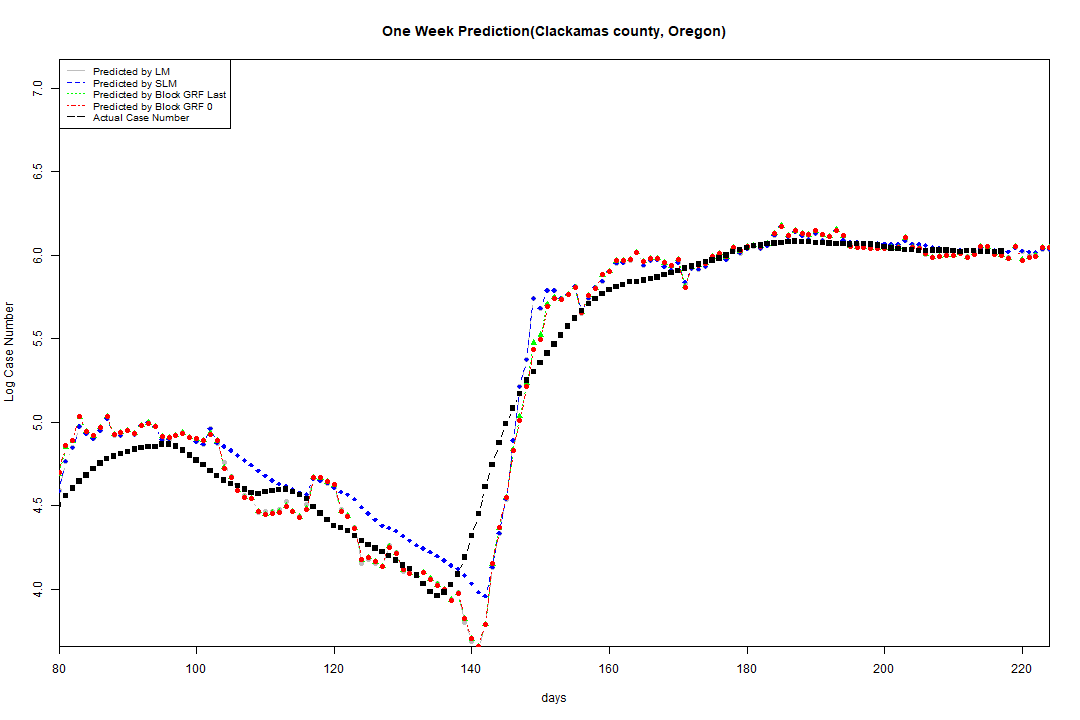 One Week Prediction(Clackamas county, Oregon)
Predicted by LM
Predicted by SLM
Predicted by Block GRF Last
Predicted by Block GRF 0
Actual Case Number
7.0
6.5
6.0
5.5
5.0
4.5
4.0
Log Case Number
80 100 120 140 160 180 200 220
days